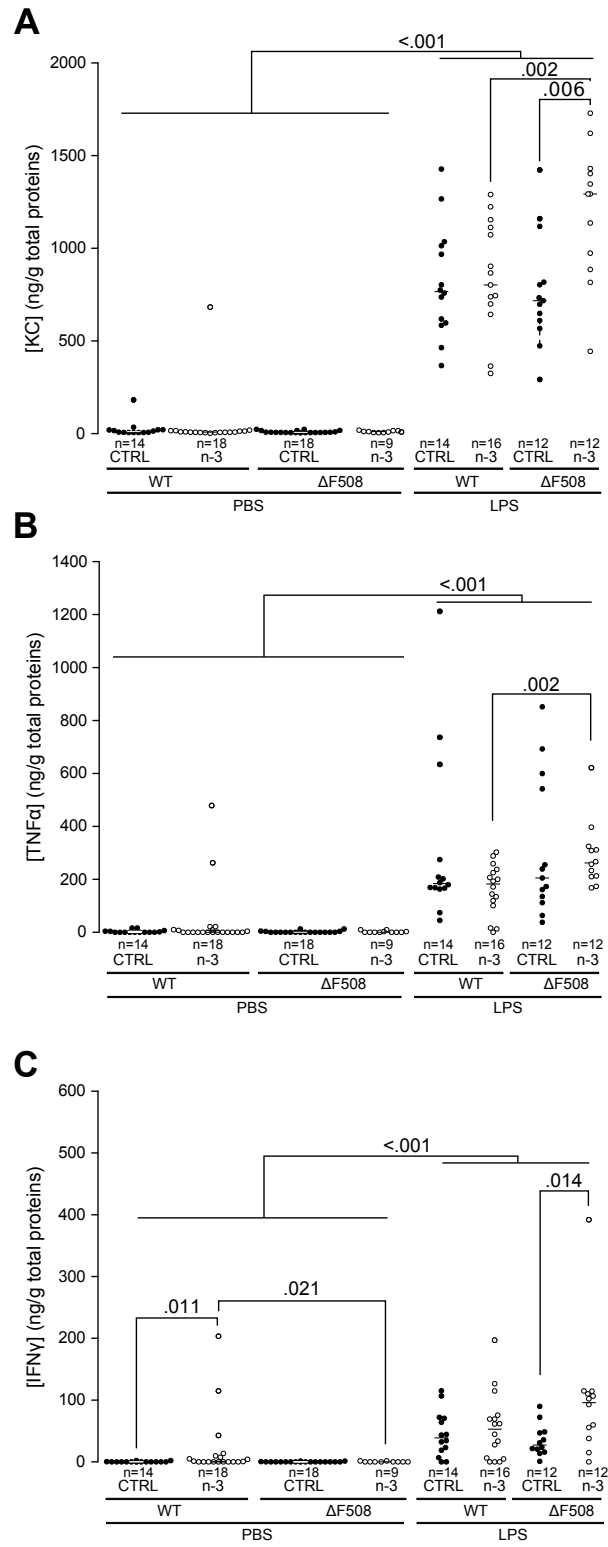 A
<.001
.002
.006
2000
1500
1000
500
0
[KC] (ng/g total proteins)
n=14 n=18 n=18 n=9 n=14 n=16 n=12 n=12
CTRL n-3 CTRL n-3 CTRL n-3 CTRL n-3
WT ΔF508 WT ΔF508
PBS LPS
B
<.001
.002
1400
1200
1000
800
600
400
200
0
[TNFα] (ng/g total proteins)
n=14 n=18 n=18 n=9 n=14 n=16 n=12 n=12
CTRL n-3 CTRL n-3 CTRL n-3 CTRL n-3
WT ΔF508 WT ΔF508
PBS LPS
C
<.001
.014
.021
.011
600
500
400
300
200
100
0
[IFNγ] (ng/g total proteins)
n=14 n=18 n=18 n=9 n=14 n=16 n=12 n=12
CTRL n-3 CTRL n-3 CTRL n-3 CTRL n-3
WT ΔF508 WT ΔF508
PBS LPS